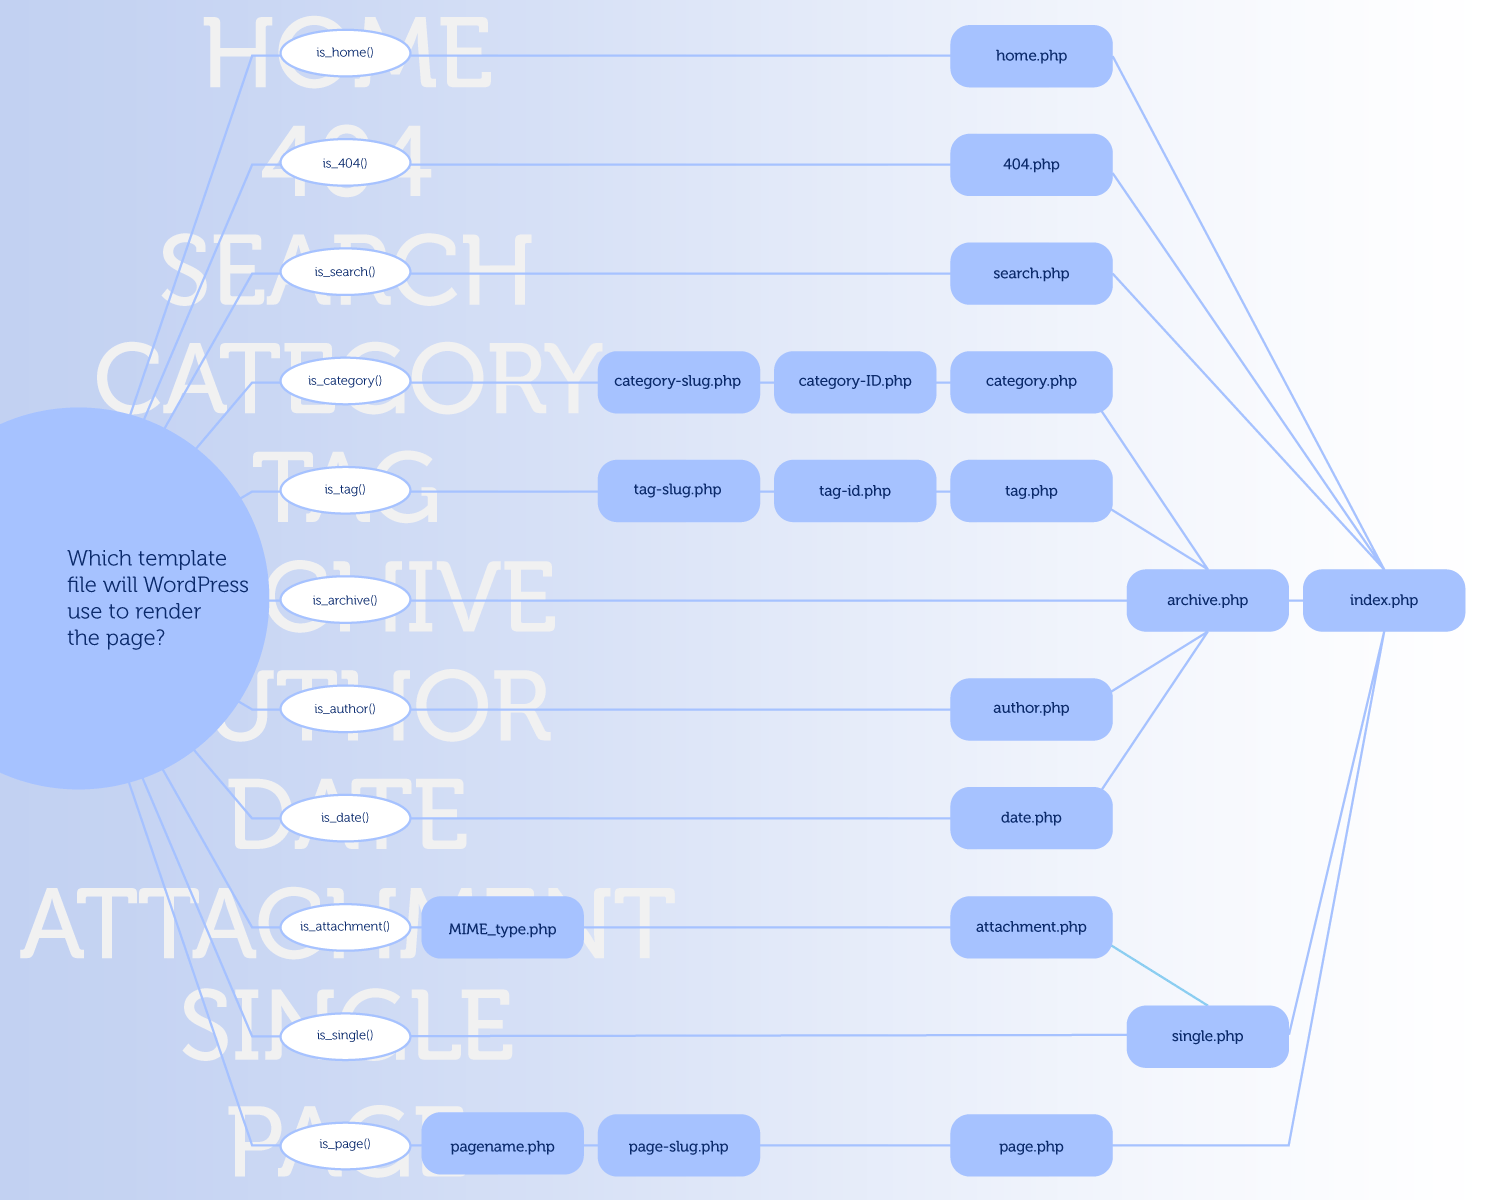 HOME
is_home()
home.php
404
is_404()
404.php
SEARCH
is_search()
search.php
CATEGORY
is_category()
category-slug.php
category-ID.php
category.php
TAG
is_tag()
tag-slug.php
tag-id.php
tag.php
Which template
file will WordPress
use to render
the page?
CHIVE
is_archive()
archive.php
index.php
UTHOR
is_author()
author.php
DATE
is_date()
date.php
ATTACHMENT
is_attachment()
MIME_type.php
attachment.php
SINGLE
is_single()
single.php
PAGE
is_page()
pagename.php
page-slug.php
page.php